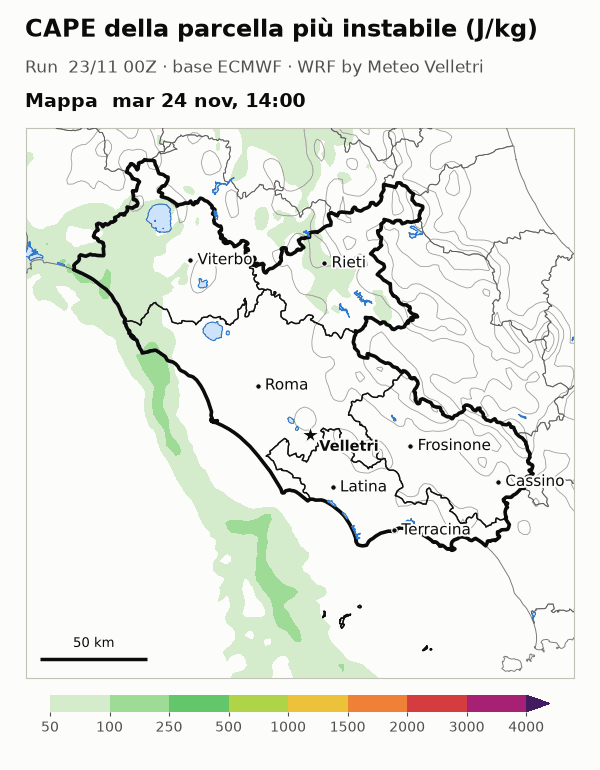 CAPE della parcella più instabile (J/kg)
Run  23/11 00Z · base ECMWF · WRF by Meteo Velletri
Mappa  mar 24 nov, 14:00
Viterbo
Rieti
Roma
Velletri
Frosinone
Cassino
Latina
Terracina
50 km
50 100 250 500 1000 1500 2000 3000 4000